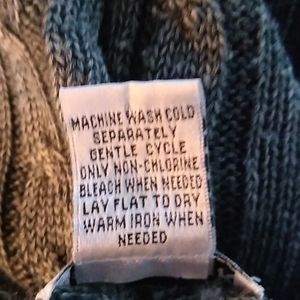 MACHINE WASH COLD
SEPARATELY
GENTLE CYCLE
ONLY NON-CHLORINE
BLEACH WHEN NEEDED
LAY FLAT TO DRY
WARM IRON WHEN
NEEDED